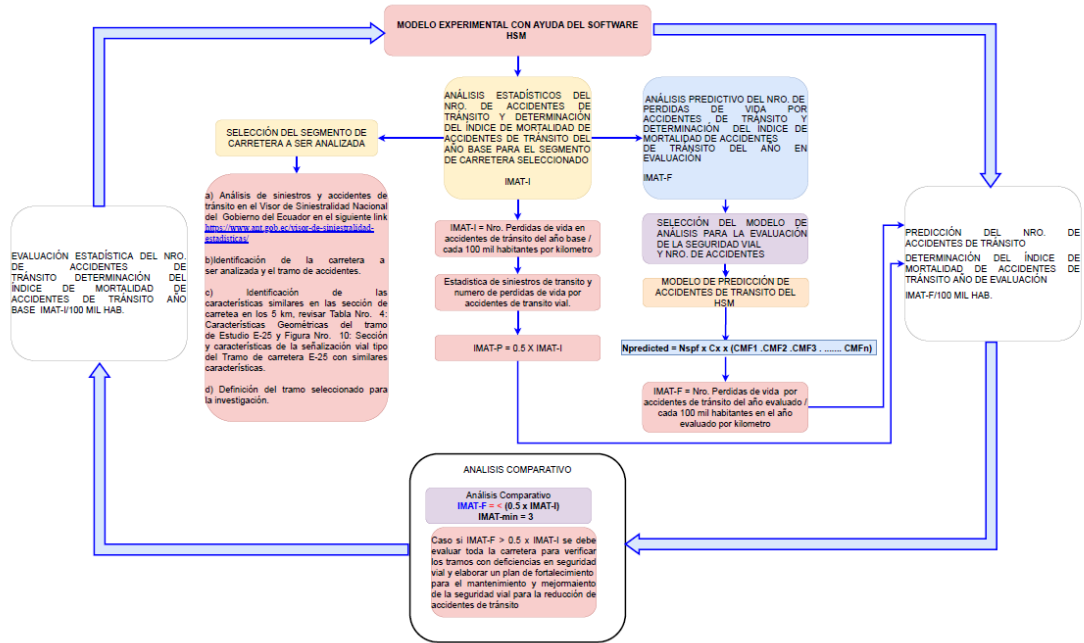 MODELO EXPERIMENTAL CON AYUDA DEL SOFTWARE
HSM
ANÁLISIS ESTADÍSTICOS DEL
NRO. DE ACCIDENTES DE
TRÁNSITO Y DETERMINACIÓN
DEL ÍNDICE DE MORTALIDAD DE
ACCIDENTES DE TRÁNSITO DEL
AÑO BASE PARA EL SEGMENTO
DE CARRETERA SELECCIONADO
IMAT-I
ANÁLISIS PREDICTIVO DEL NRO. DE
PERDIDAS DE VIDA POR
ACCIDENTES DE TRÁNSITO Y
DETERMINACIÓN DEL ÍNDICE DE
MORTALIDAD DE ACCIDENTES
DE TRÁNSITO DEL AÑO EN
EVALUACIÓN
IMAT-F
SELECCIÓN DEL SEGMENTO DE
CARRETERA A SER ANALIZADA
a) Análisis de siniestros y accidentes de
tránsito en el Visor de Siniestralidad Nacional
del Gobierno del Ecuador en el siguiente link
https://www.ant.gob.ec/visor-de-siniestralidad-
estadisticas/
b)Identificación de la carretera a
ser analizada y el tramo de accidentes.
c) Identificación de las
características similares en las sección de
carretea en los 5 km, revisar Tabla Nro. 4:
Características Geométricas del tramo
de Estudio E-25 y Figura Nro. 10: Sección
y características de la señalización vial tipo
del Tramo de carretera E-25 con similares
características.
d) Definición del tramo seleccionado para
la investigación.
IMAT-I = Nro. Perdidas de vida en
accidentes de tránsito del año base /
cada 100 mil habitantes por kilometro
Estadistica de siniestros de transito y
numero de perdidas de vida por
accidentes de transito vial.
IMAT-P = 0.5 X IMAT-I
SELECCIÓN DEL MODELO DE
ANÁLISIS PARA LA EVALUACIÓN
DE LA SEGURIDAD VIAL
Y NRO. DE ACCIDENTES
MODELO DE PREDICCIÓN DE
ACCIDENTES DE TRANSITO DEL
HSM
Npredicted = Nspf x Cx x (CMF1 .CMF2 .CMF3 . ....... CMFn)
IMAT-F = Nro. Perdidas de vida por
accidentes de tránsito del año evaluado /
cada 100 mil habitantes en el año
evaluado por kilometro
PREDICCIÓN DEL NRO. DE
ACCIDENTES DE TRÁNSITO
DETERMINACIÓN DEL ÍNDICE DE
MORTALIDAD DE ACCIDENTES DE
TRÁNSITO AÑO DE EVALUACIÓN
IMAT-F/100 MIL HAB.
EVALUACIÓN ESTADÍSTICA DEL NRO.
DE ACCIDENTES DE
TRÁNSITO DETERMINACIÓN DEL
ÍNDICE DE MORTALIDAD DE
ACCIDENTES DE TRÁNSITO AÑO
BASE IMAT-I/100 MIL HAB.
ANALISIS COMPARATIVO
Análisis Comparativo
IMAT-F = < (0.5 x IMAT-I)
IMAT-min = 3
Caso si IMAT-F > 0.5 x IMAT-I se debe
evaluar toda la carretera para verificar
los tramos con deficiencias en seguridad
vial y elaborar un plan de fortalecimiento
para el mantenimiento y mejormaiento
de la seguridad vial para la reducción de
accidentes de tránsito